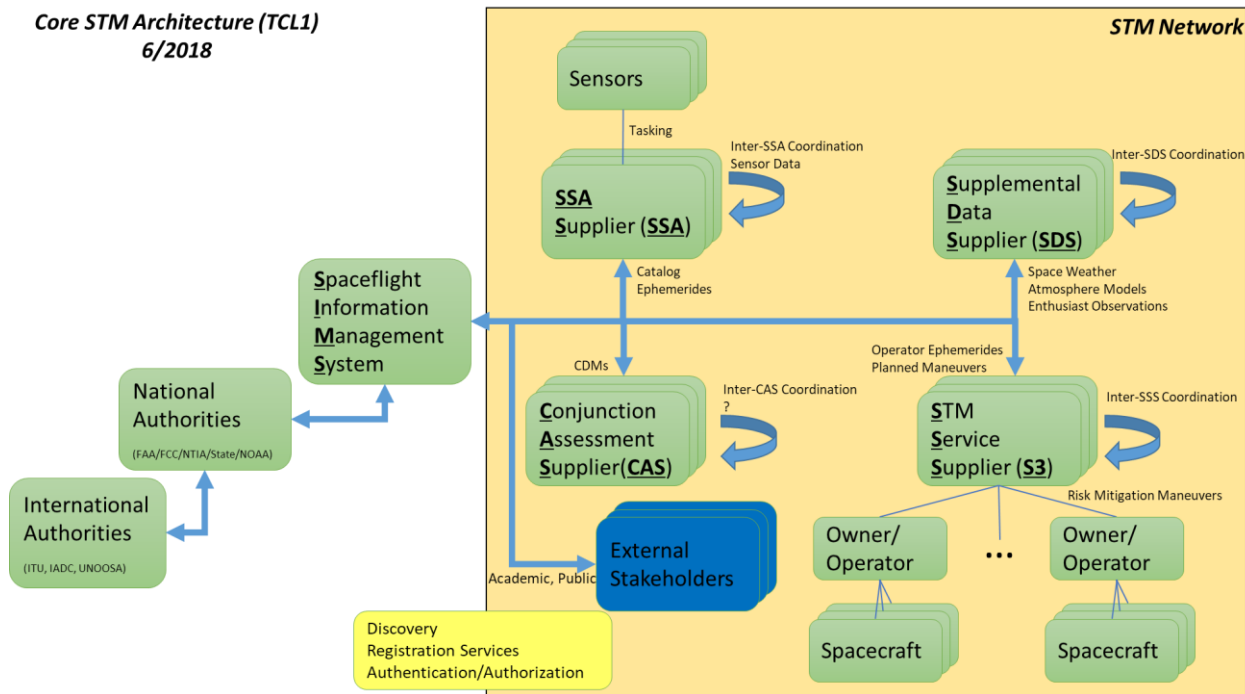 Core STM Architecture (TCL1)
6/2018
STM Network
Sensors
Tasking
Inter-SSA Coordination
Sensor Data
SSA
Supplier (SSA)
Inter-SDS Coordination
Supplemental
Data
Supplier (SDS)
Catalog
Ephemerides
Space Weather
Atmosphere Models
Enthusiast Observations
Spaceflight
Information
Management
System
National
Authorities
(FAA/FCC/NTIA/State/NOAA)
International
Authorities
(ITU, IADC, UNOOSA)
CDMs
Operator Ephemerides
Planned Maneuvers
Conjunction
Assessment
Supplier(CAS)
Inter-CAS Coordination
?
STM
Service
Supplier (S3)
Inter-SSS Coordination
Risk Mitigation Maneuvers
External
Stakeholders
Academic, Public
Owner/
Operator
...
Owner/
Operator
Spacecraft
Spacecraft
Discovery
Registration Services
Authentication/Authorization